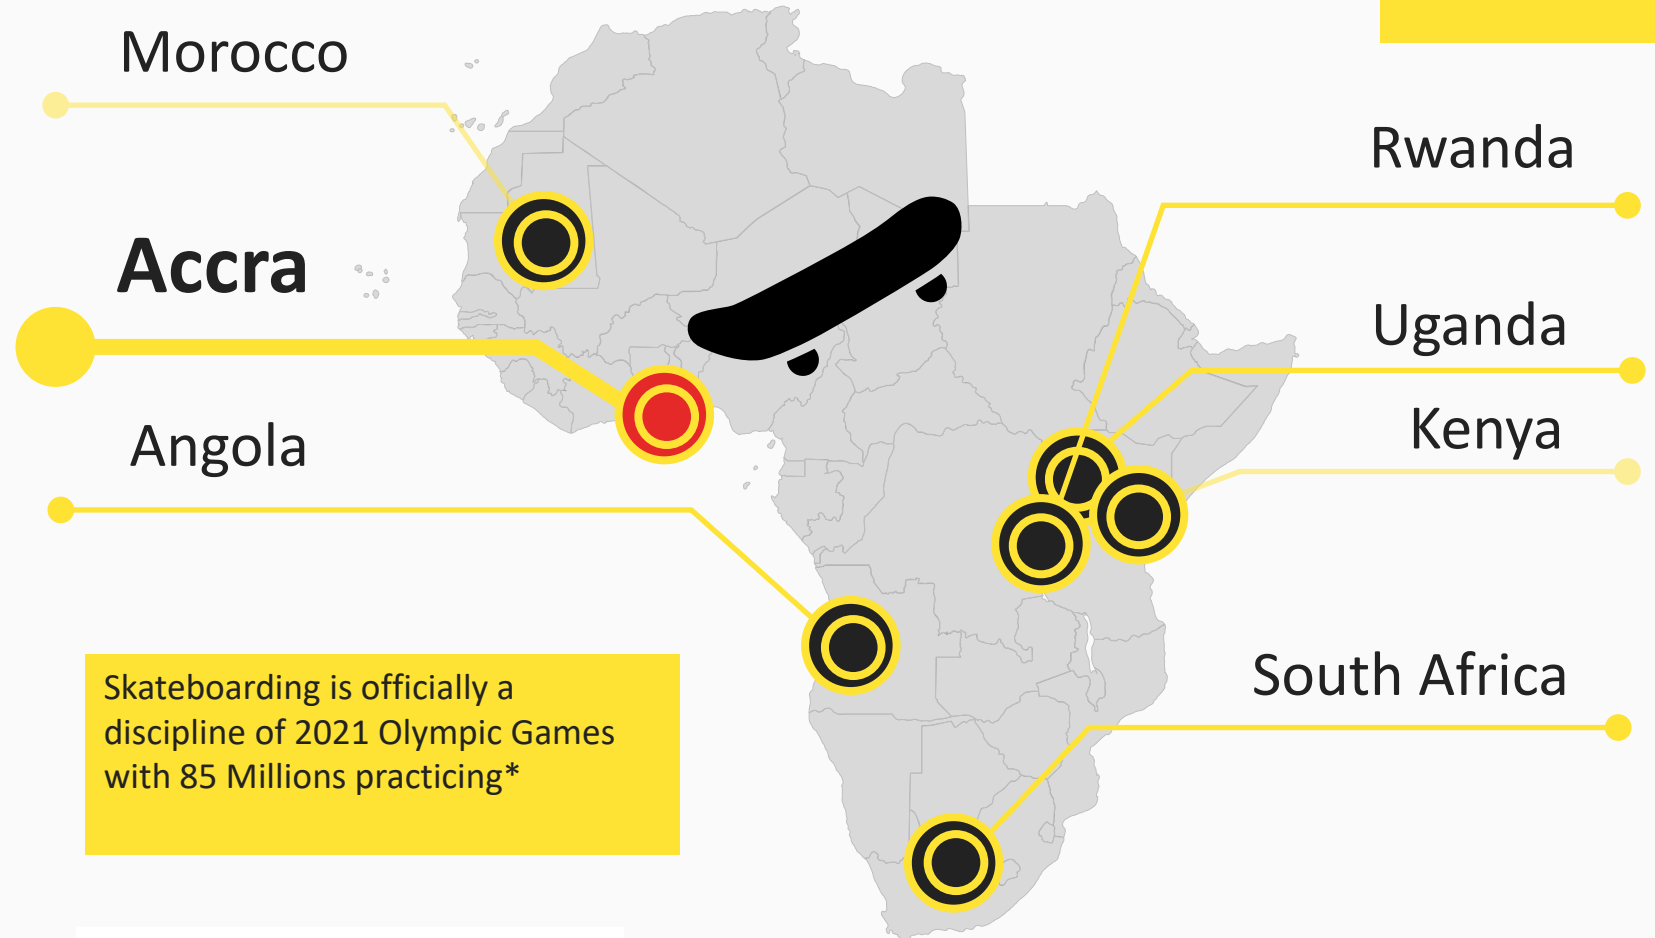 Morocco
Rwanda
Accra
Uganda
Kenya
Angola
South Africa
Skateboarding is officially a
discipline of 2021 Olympic Games
with 85 Millions practicing*